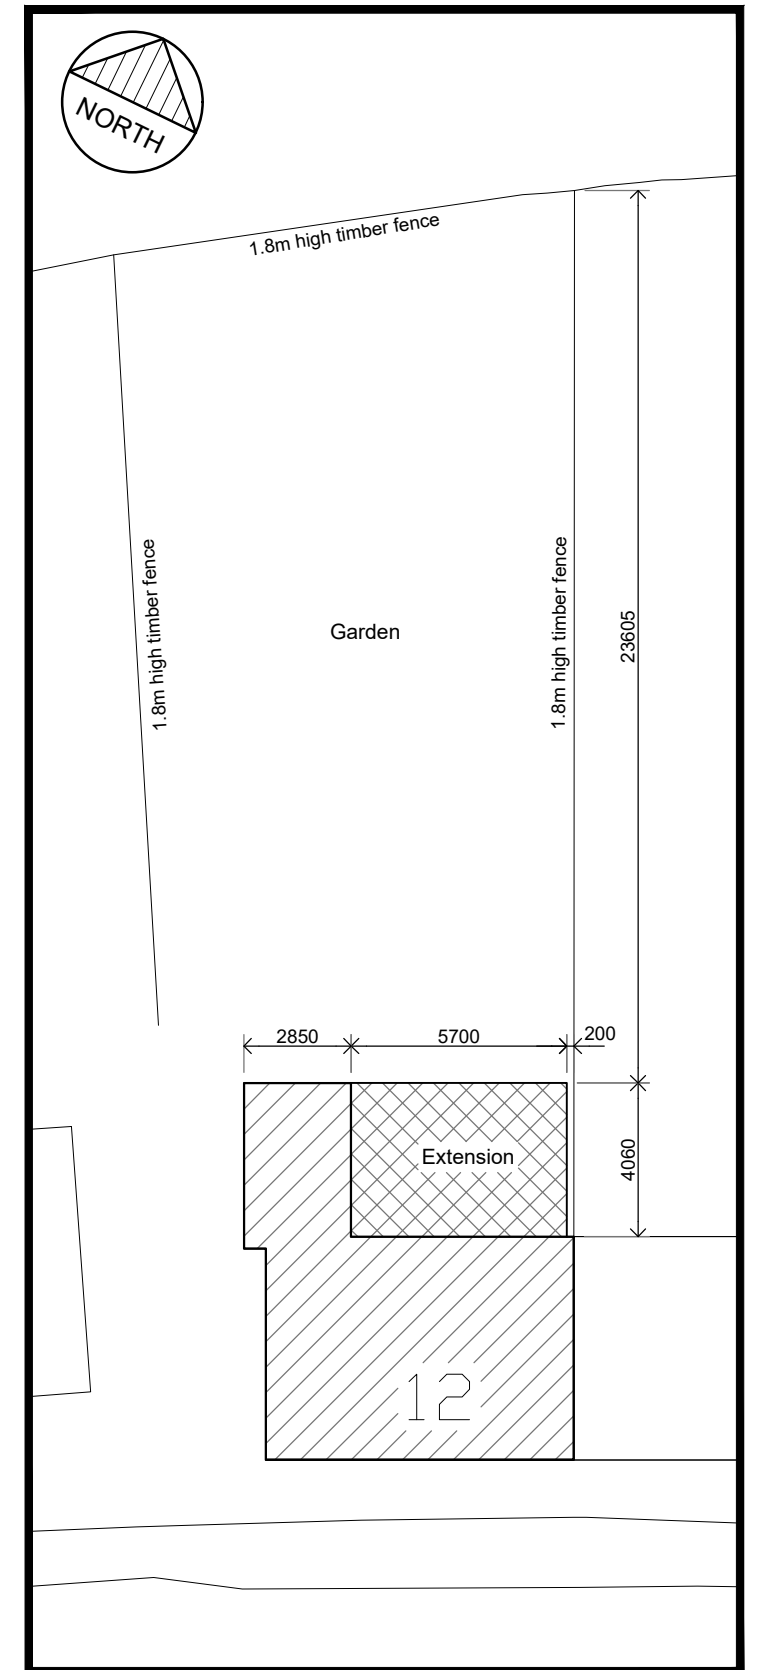 NORTH
1.8m high timber fence
1.8m high timber fence
1.8m high timber fence
Garden
23605
2850
5700
200
Extension
4060
12